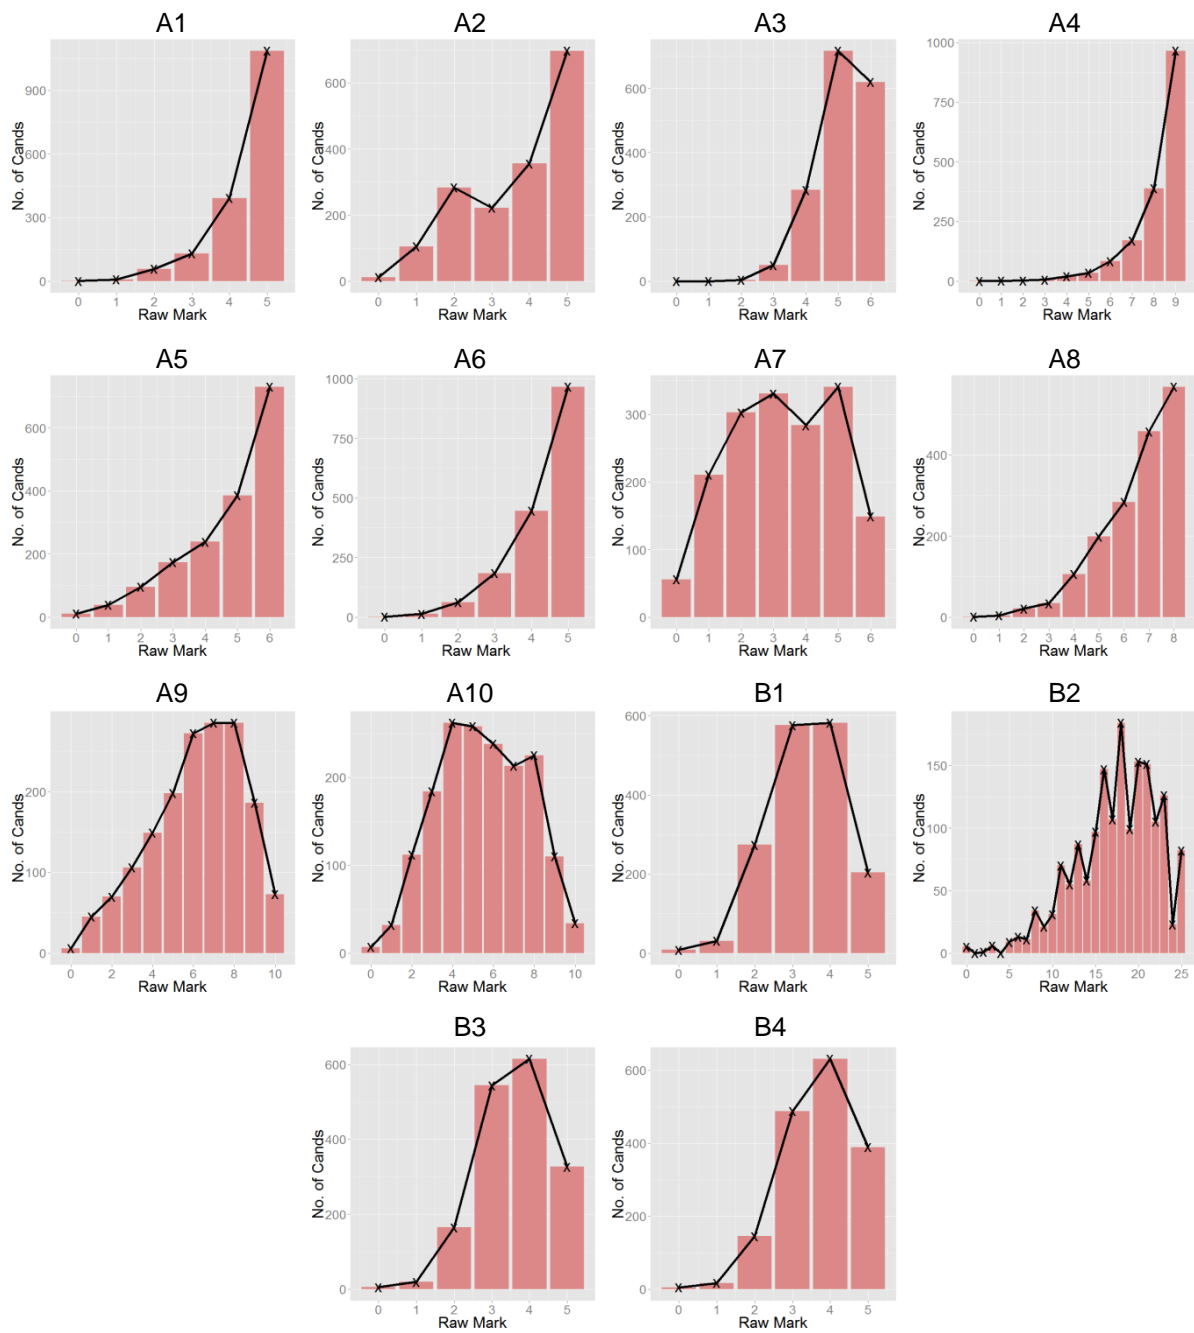 A1 A2 A3 A4
No. of Cands
900
600
300
0
0 1 2 3 4 5
Raw Mark
No. of Cands
600
400
200
0
0 1 2 3 4 5
Raw Mark
No. of Cands
600
400
200
0
0 1 2 3 4 5 6
Raw Mark
No. of Cands
1000
750
500
250
0
0 1 2 3 4 5 6 7 8 9
Raw Mark
A5 A6 A7 A8
No. of Cands
600
400
200
0
0 1 2 3 4 5 6
Raw Mark
No. of Cands
1000
750
500
250
0
0 1 2 3 4 5
Raw Mark
No. of Cands
300
200
100
0
0 1 2 3 4 5 6
Raw Mark
No. of Cands
400
200
0
0 1 2 3 4 5 6 7 8
Raw Mark
A9 A10 B1 B2
No. of Cands
200
100
0
0 2 4 6 8 10
Raw Mark
No. of Cands
200
100
0
0 2 4 6 8 10
Raw Mark
No. of Cands
600
400
200
0
0 1 2 3 4 5
Raw Mark
No. of Cands
150
100
50
0
0 5 10 15 20 25
Raw Mark
B3 B4
No. of Cands
600
400
200
0
0 1 2 3 4 5
Raw Mark
No. of Cands
600
400
200
0
0 1 2 3 4 5
Raw Mark